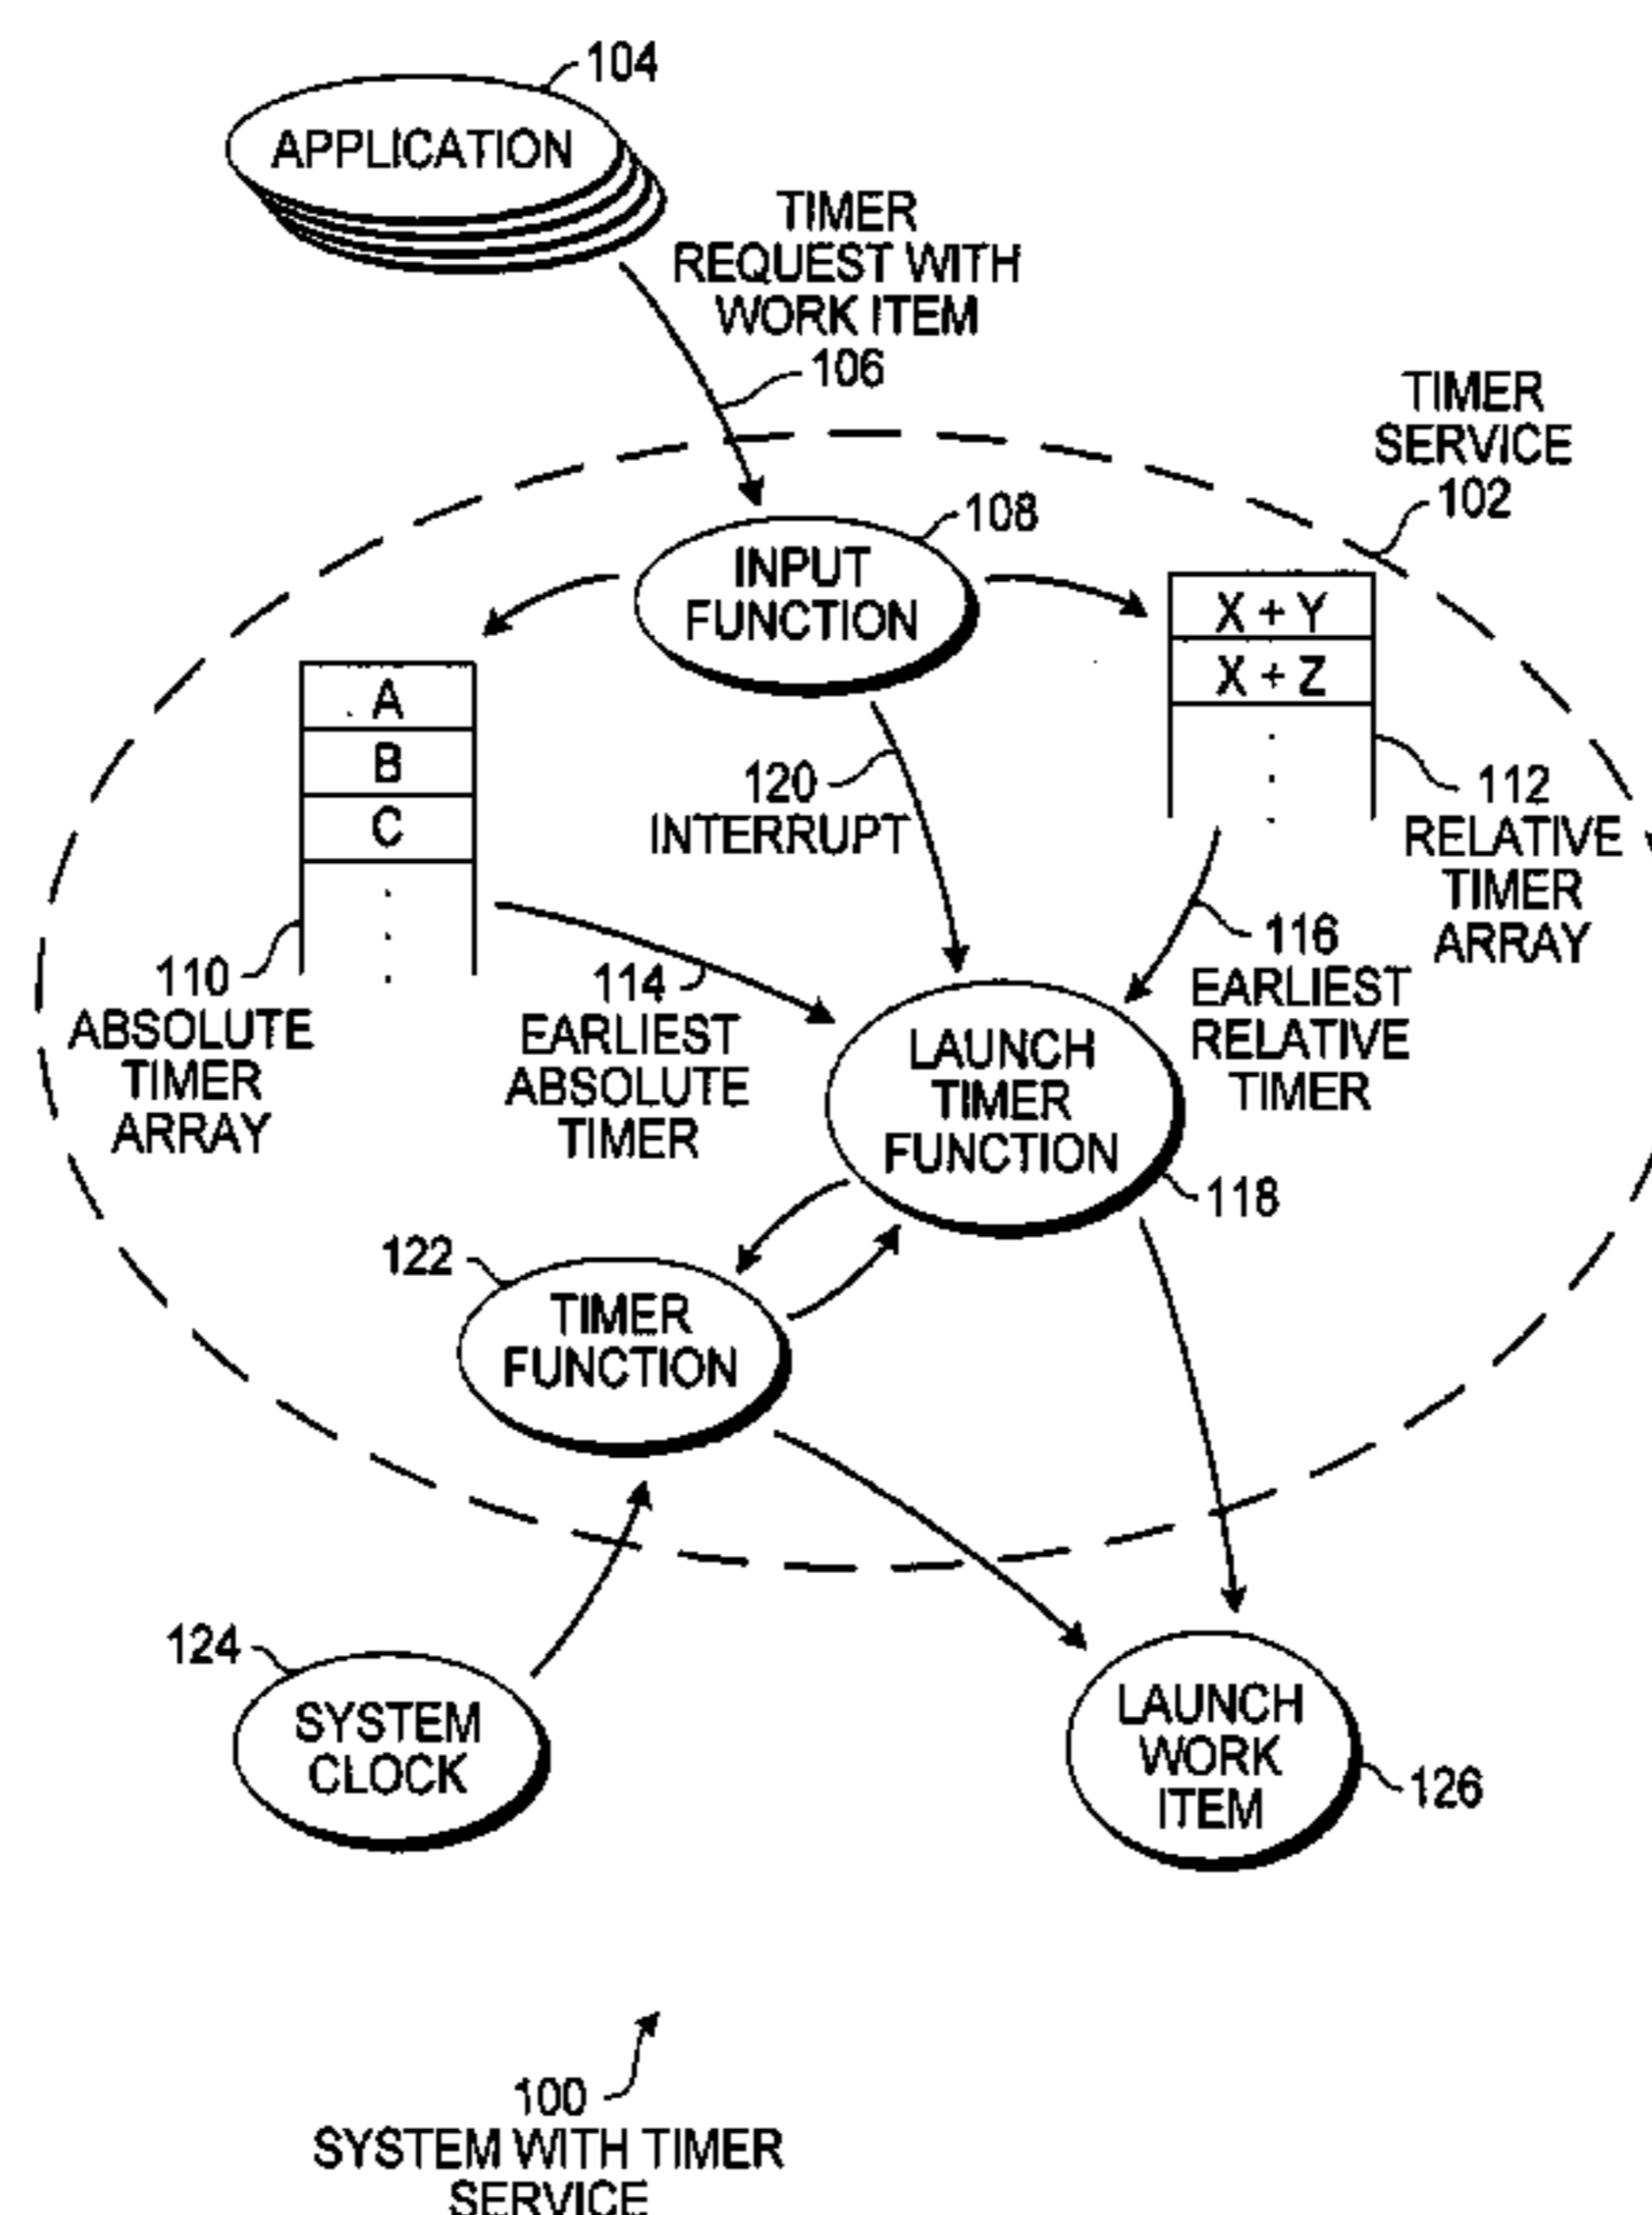 104
APPLICATION
TIMER
REQUEST WITH
WORK ITEM
106
TIMER
SERVICE
102
108
INPUT
FUNCTION
X + Y
X + Z
A
B
C
120
INTERRUPT
112
RELATIVE
TIMER
ARRAY
110
ABSOLUTE
TIMER
ARRAY
114
EARLIEST
ABSOLUTE
TIMER
116
EARLIEST
RELATIVE
TIMER
LAUNCH
TIMER
FUNCTION
118
122
TIMER
FUNCTION
124
SYSTEM
CLOCK
LAUNCH
WORK
ITEM
126
100
SYSTEM WITH TIMER
SERVICE